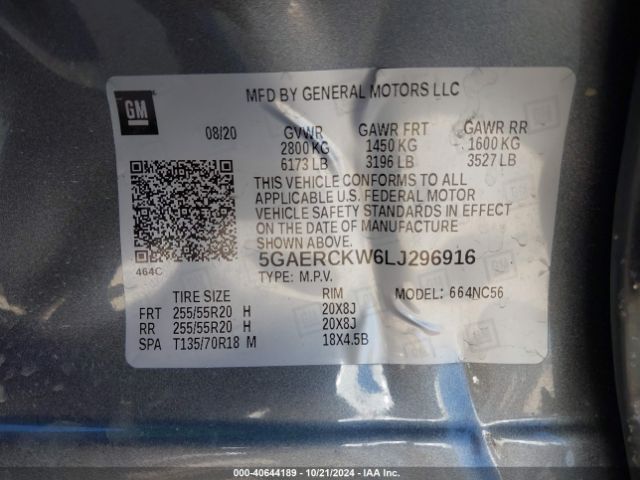 GM
MFD BY GENERAL MOTORS LLC
08/20 GVWR GAWR FRT GAWR RR
2800 KG 1450 KG 1600 KG
6173 LB 3196 LB 3527 LB
THIS VEHICLE CONFORMS TO ALL
APPLICABLE U.S. FEDERAL MOTOR
VEHICLE SAFETY STANDARDS IN EFFECT
ON THE DATE OF MANUFACTURE
SHOWN ABOVE.
464C
5GAERCKW6LJ296916
TYPE: M.P.V.
TIRE SIZE RIM MODEL: 664NC56
FRT 255/55R20 H 20X8J
RR 255/55R20 H 20X8J
SPA T135/70R18 M 18X4.5B
000-40644189 - 10/21/2024 - IAA Inc.